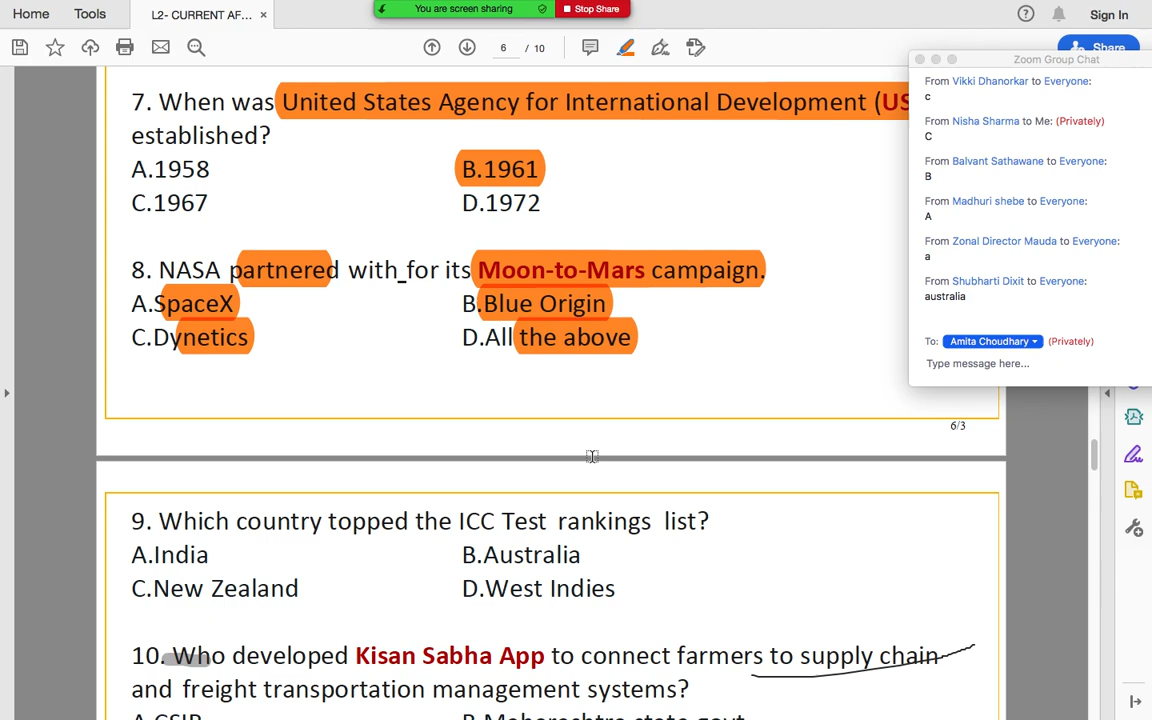 Home Tools L2- CURRENT AF... × You are screen sharing Stop Share ? Sign In
6 / 10 Share
Zoom Group Chat
7. When was United States Agency for International Development (US
established?
A.1958 B.1961
C.1967 D.1972
8. NASA partnered with_for its Moon-to-Mars campaign.
A.SpaceX B.Blue Origin
C.Dynetics D.All the above
6/3
From Vikki Dhanorkar to Everyone:
c
From Nisha Sharma to Me: (Privately)
C
From Balvant Sathawane to Everyone:
B
From Madhuri shebe to Everyone:
A
From Zonal Director Mauda to Everyone:
a
From Shubharti Dixit to Everyone:
australia
To: Amita Choudhary (Privately)
Type message here...
9. Which country topped the ICC Test rankings list?
A.India B.Australia
C.New Zealand D.West Indies
10. Who developed Kisan Sabha App to connect farmers to supply chain
and freight transportation management systems?
A.CSIR B.Maharashtra state govt